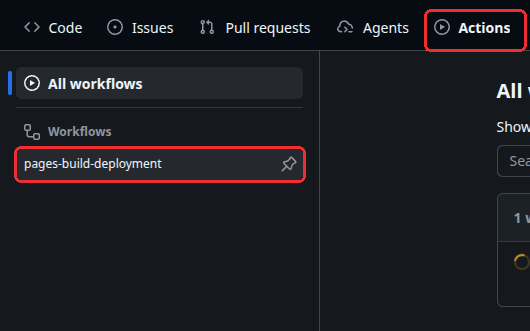 Code Issues Pull requests Agents Actions
All workflows
Workflows
pages-build-deployment
All
Show
Sea
1